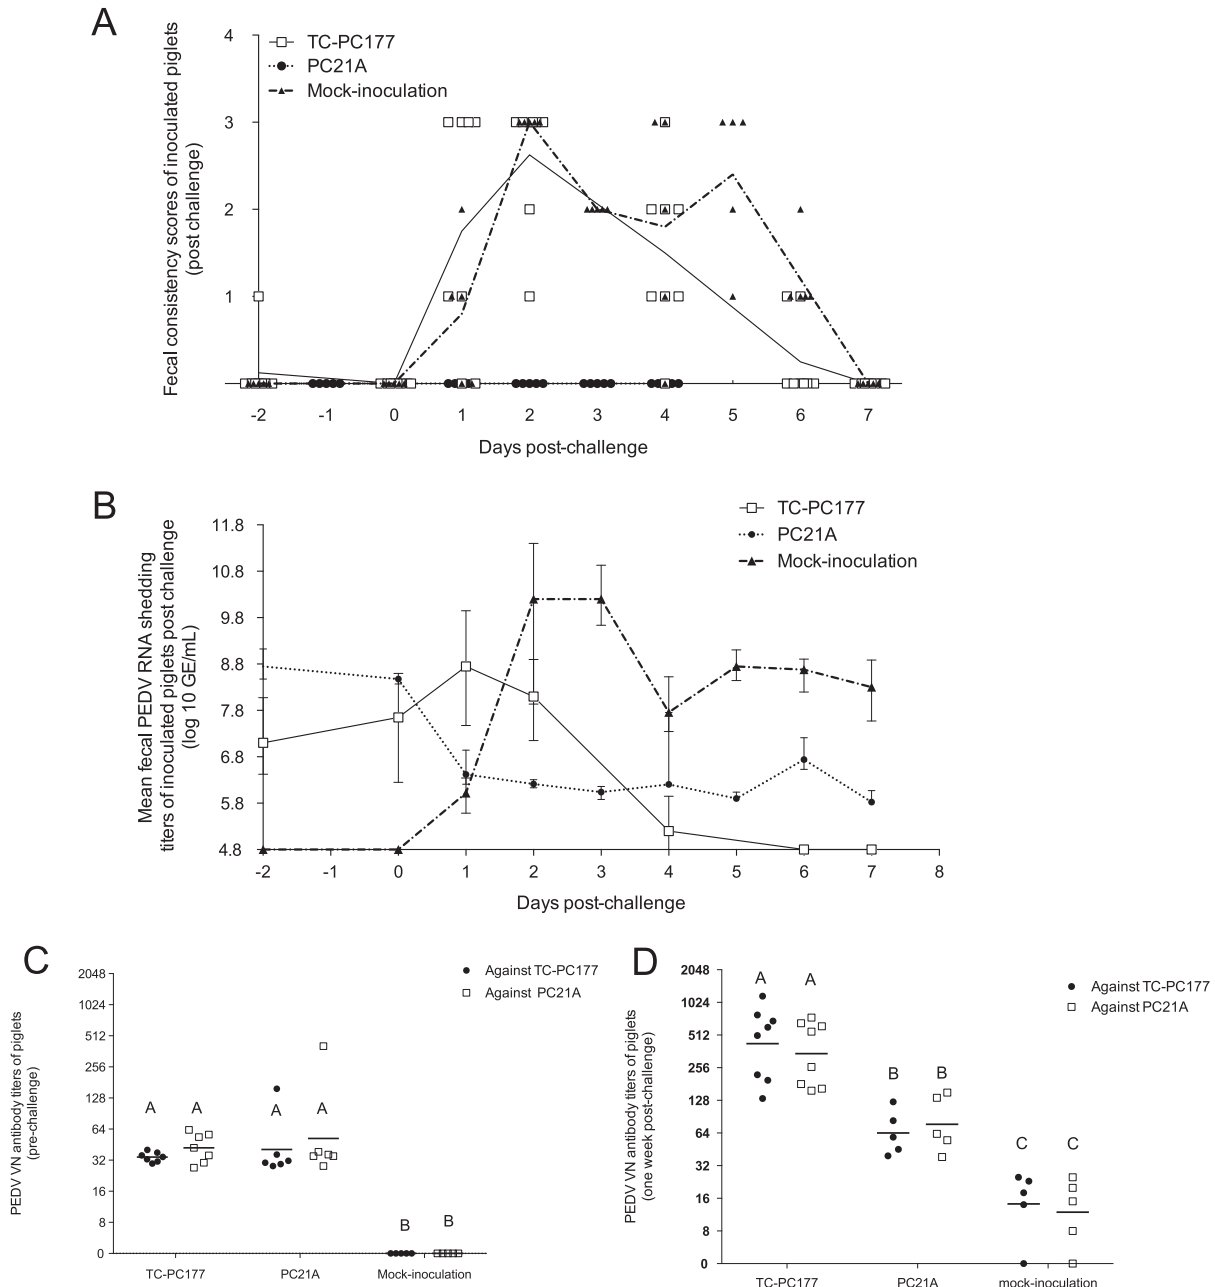 A
Fecal consistency scores of inoculated piglets
(post challenge)
4
3
2
1
TC-PC177
PC21A
Mock-inoculation
-2 -1 0 1 2 3 4 5 6 7
Days post-challenge
B
Mean fecal PEDV RNA shedding
titers of inoculated piglets post challenge
(log 10 GE/mL)
11.8
10.8
9.8
8.8
7.8
6.8
5.8
4.8
TC-PC177
PC21A
Mock-inoculation
-2 -1 0 1 2 3 4 5 6 7 8
Days post-challenge
C
PEDV VN antibody titers of piglets
(pre-challenge)
2048
1024
512
256
128
64
32
16
8
0
Against TC-PC177
Against PC21A
A A A A B B
TC-PC177 PC21A Mock-inoculation
D
PEDV VN antibody titers of piglets
(one week post-challenge)
2048
1024
512
256
128
64
32
16
8
0
Against TC-PC177
Against PC21A
A A B B C C
TC-PC177 PC21A mock-inoculation